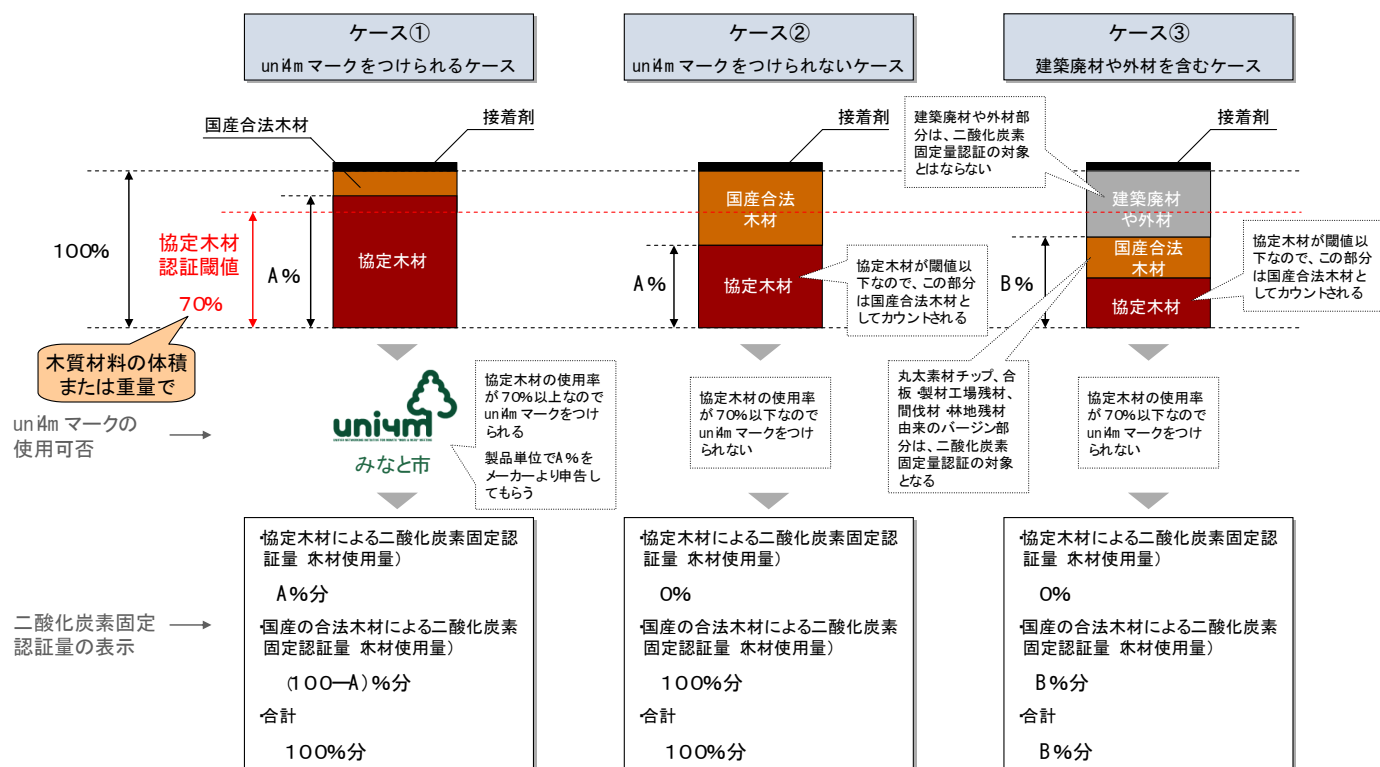 ケース①
uni4m マークをつけられるケース
ケース②
uni4m マークをつけられないケース
ケース③
建築廃材や外材を含むケース
国産合法木材
接着剤
接着剤
建築廃材や外材部
分は、二酸化炭素
固定量認証の対象
とはならない
接着剤
100%
協定木材
認証閾値
70%
A%
協定木材
国産合法
木材
A%
協定木材
協定木材が閾値以
下なので、この部分
は国産合法木材と
してカウントされる
建築廃材
や外材
B%
国産合法
木材
協定木材
協定木材が閾値以
下なので、この部分
は国産合法木材と
してカウントされる
木質材料の体積
または重量で
uni4m マークの
使用可否
uni4m
みなと市
協定木材の使用率
が70%以上なので
uni4m マークをつけ
られる
製品単位でA%を
メーカーより申告し
てもらう
協定木材の使用率
が70%以下なので
uni4m マークをつけ
られない
丸太素材チップ、合
板・製材工場残材、
間伐材・林地残材
由来のバージン部
分は、二酸化炭素
固定量認証の対象
となる
協定木材の使用率
が70%以下なので
uni4m マークをつけ
られない
二酸化炭素固定
認証量の表示
・協定木材による二酸化炭素固定認
証量（木材使用量）
A%分
・国産の合法木材による二酸化炭素
固定認証量（木材使用量）
（100―A）%分
・合計
100%分
・協定木材による二酸化炭素固定認
証量（木材使用量）
0%
・国産の合法木材による二酸化炭素
固定認証量（木材使用量）
100%分
・合計
100%分
・協定木材による二酸化炭素固定認
証量（木材使用量）
0%
・国産の合法木材による二酸化炭素
固定認証量（木材使用量）
B%分
・合計
B%分